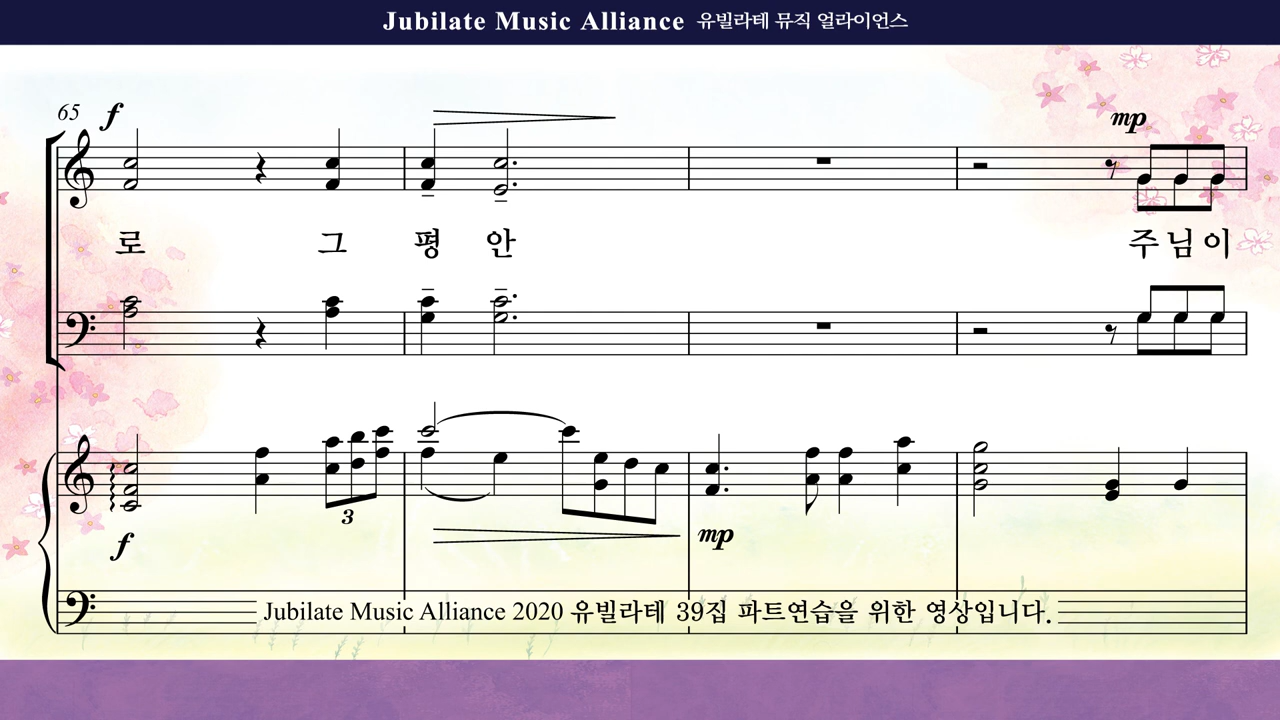 Jubilate Music Alliance 유빌라테 뮤직 얼라이언스
65 f
mp
로 그 평 안 주 님 이
3
f mp
Jubilate Music Alliance 2020 유빌라테 39집 파트연습을 위한 영상입니다.